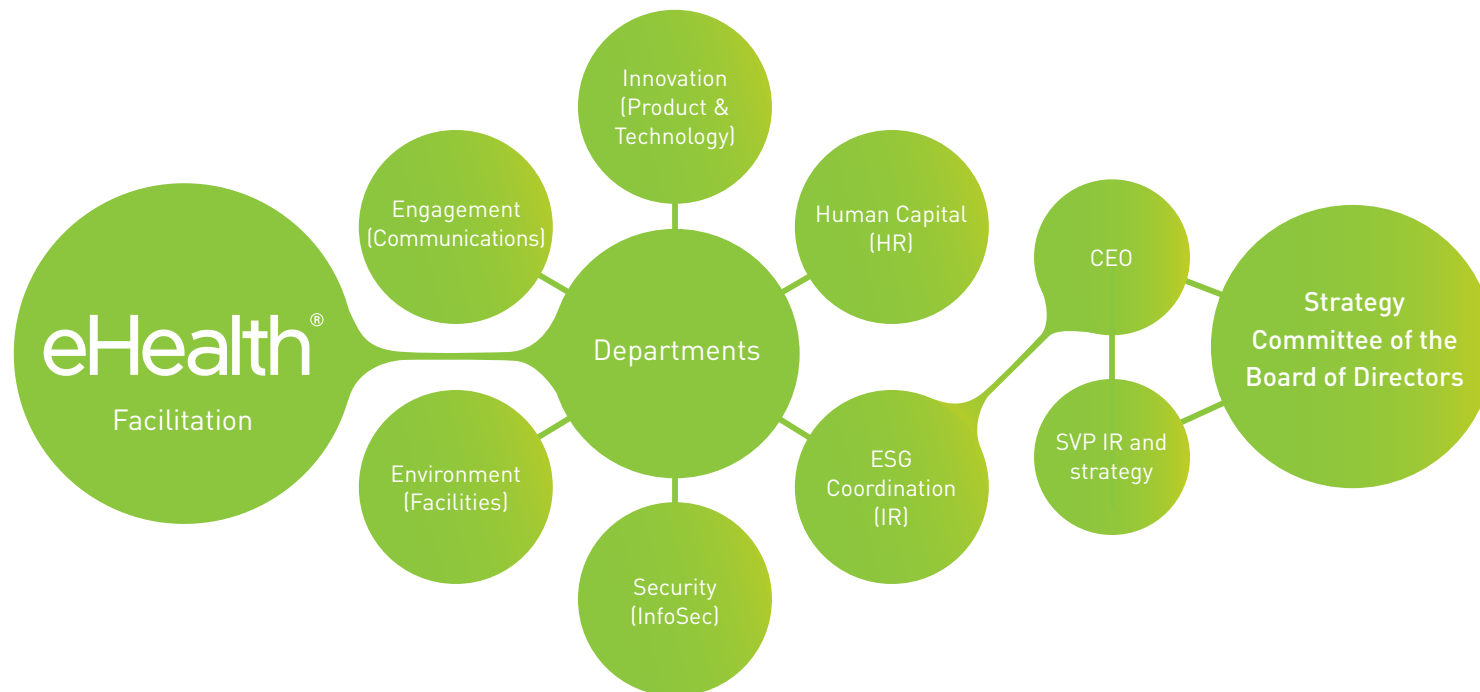 eHealth®
Facilitation
Engagement
(Communications)
Innovation
(Product &
Technology)
Human Capital
(HR)
Departments
Environment
(Facilities)
Security
(InfoSec)
ESG
Coordination
(IR)
CEO
SVP IR and
strategy
Strategy
Committee of the
Board of Directors